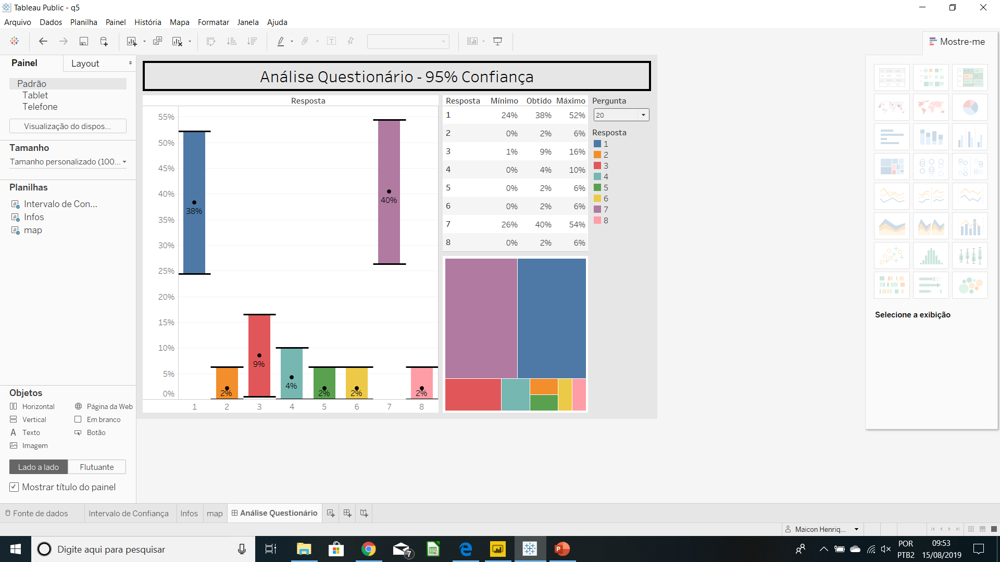 Tableau Public - q5
Arquivo Dados Planilha Painel História Mapa Formatar Janela Ajuda
Mostre-me
Painel Layout
Padrão
Tablet
Telefone
Visualização do dispos...
Tamanho
Tamanho personalizado (100...
Planilhas
Intervalo de Con...
Infos
map
Objetos
Horizontal Página da Web
Vertical Em branco
Texto Botão
Imagem
Lado a lado Flutuante
Mostrar título do painel
Análise Questionário - 95% Confiança
Resposta
55%
50%
45%
40%
35%
30%
25%
20%
15%
10%
5%
0%
38%
2%
9%
4%
2%
2%
40%
2%
1 2 3 4 5 6 7 8
Resposta Mínimo Obtido Máximo
1 24% 38% 52%
2 0% 2% 6%
3 1% 9% 16%
4 0% 4% 10%
5 0% 2% 6%
6 0% 2% 6%
7 26% 40% 54%
8 0% 2% 6%
Pergunta
20
Resposta
1
2
3
4
5
6
7
8
Selecione a exibição
Fonte de dados Intervalo de Confiança Infos map Análise Questionário
Maicon Henriq...
Digite aqui para pesquisar
7
POR
PTB2
09:53
15/08/2019